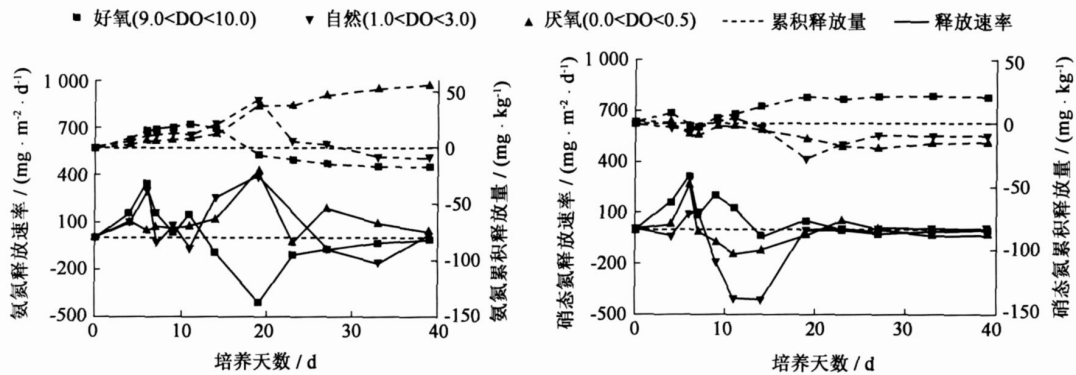 好氧(9.0<DO<10.0) 自然(1.0<DO<3.0) 厌氧(0.0<DO<0.5) 累积释放量 释放速率
氨氮释放速率 / (mg · m⁻² · d⁻¹)
1 000
700
400
100
-200
-500
0 10 20 30 40
培养天数 / d
50
0
-50
-100
-150
氨氮累积释放量 / (mg · kg⁻¹)
硝态氮释放速率 / (mg · m⁻² · d⁻¹)
1 000
700
400
100
-200
-500
0 10 20 30 40
培养天数 / d
50
0
-50
-100
-150
硝态氮累积释放量 / (mg · kg⁻¹)